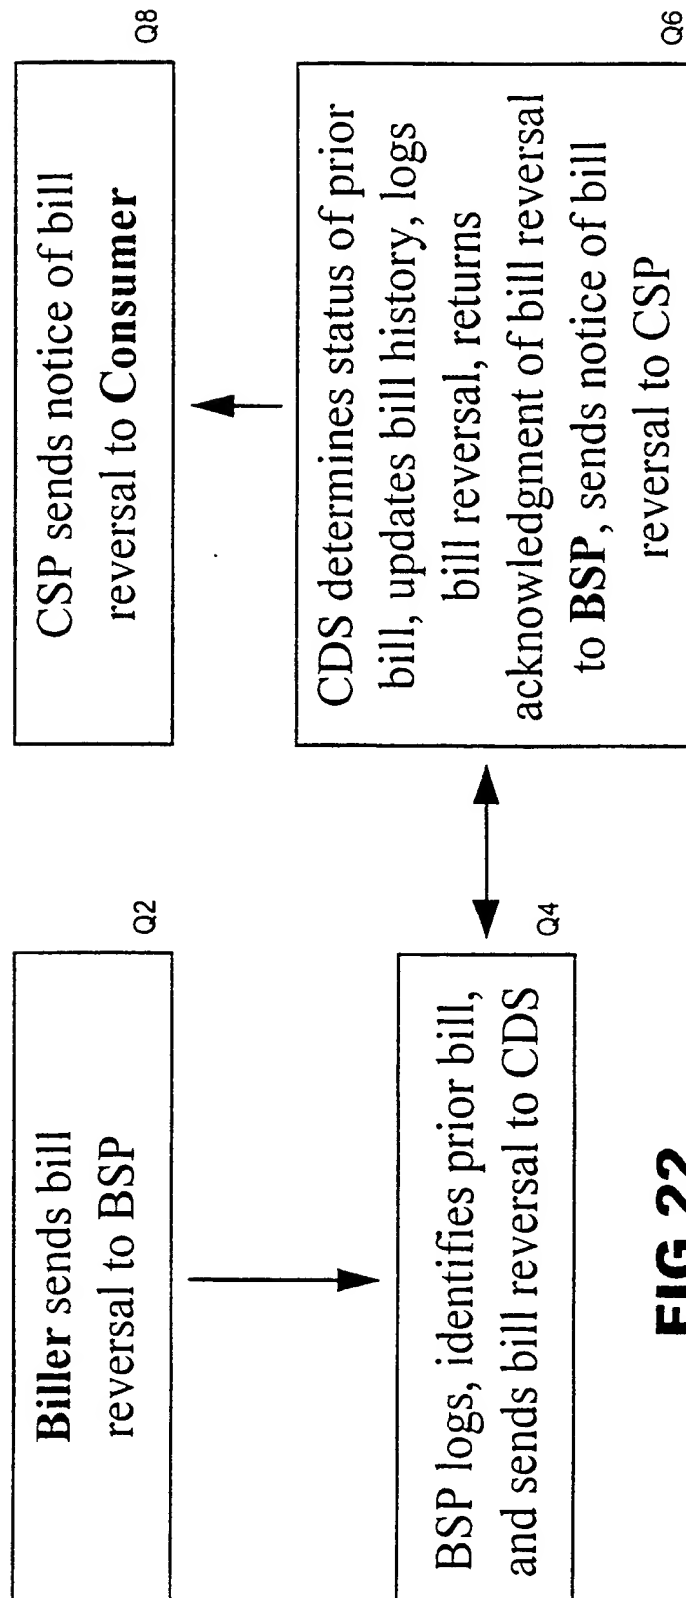 Biller sends bill
reversal to BSP
Q2
BSP logs, identifies prior bill,
and sends bill reversal to CDS
Q4
CDS determines status of prior
bill, updates bill history, logs
bill reversal, returns
acknowledgment of bill reversal
to BSP, sends notice of bill
reversal to CSP
Q6
CSP sends notice of bill
reversal to Consumer
Q8
FIG 22